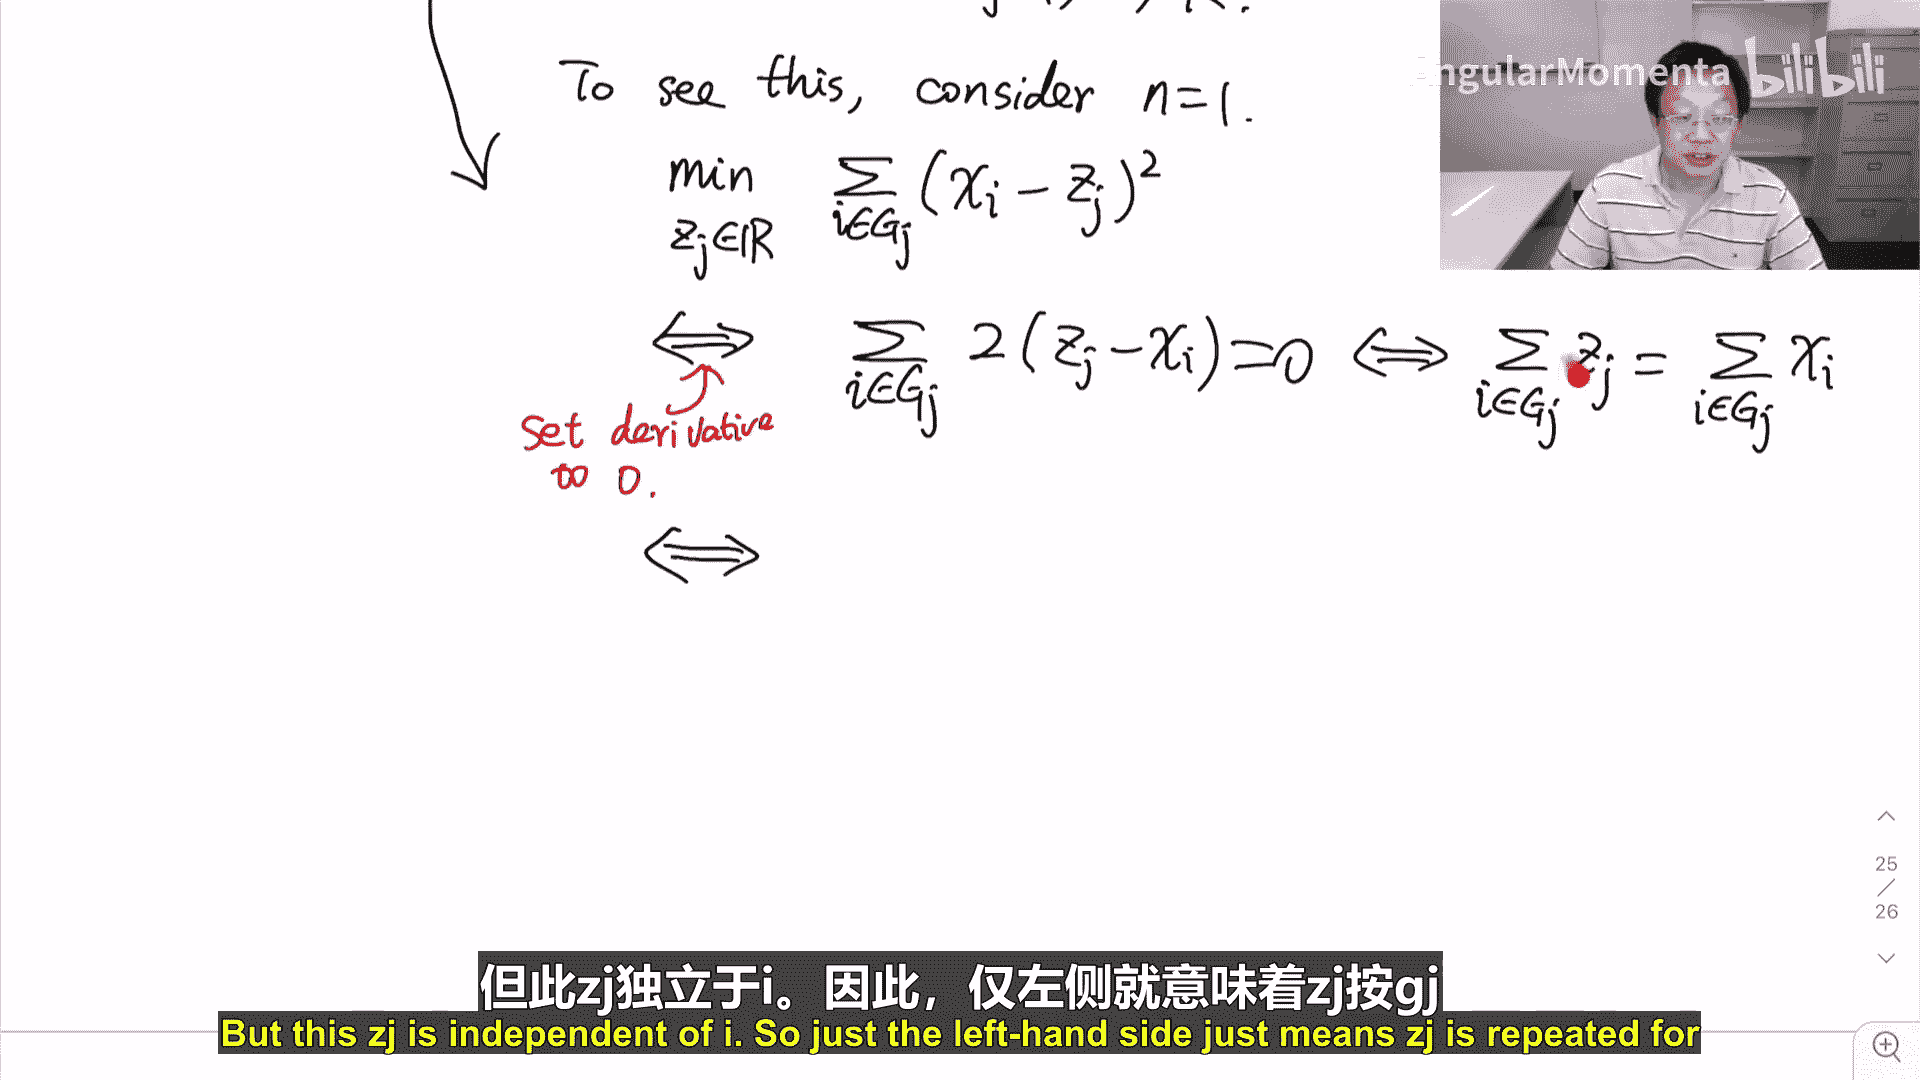 To see this, consider n=1.
ngularMomenta bilibili
min Σ (xᵢ − zⱼ)²
zⱼ∈ℝ i∈Gⱼ
⟺ Σ 2(zⱼ−xᵢ)=0 ⟺ Σ zⱼ = Σ xᵢ
i∈Gⱼ i∈Gⱼ i∈Gⱼ
Set derivative
to 0.
⟺
25
/
26
但此zj独立于i。因此，仅左侧就意味着zj按gj
But this zj is independent of i. So just the left-hand side just means zj is repeated for